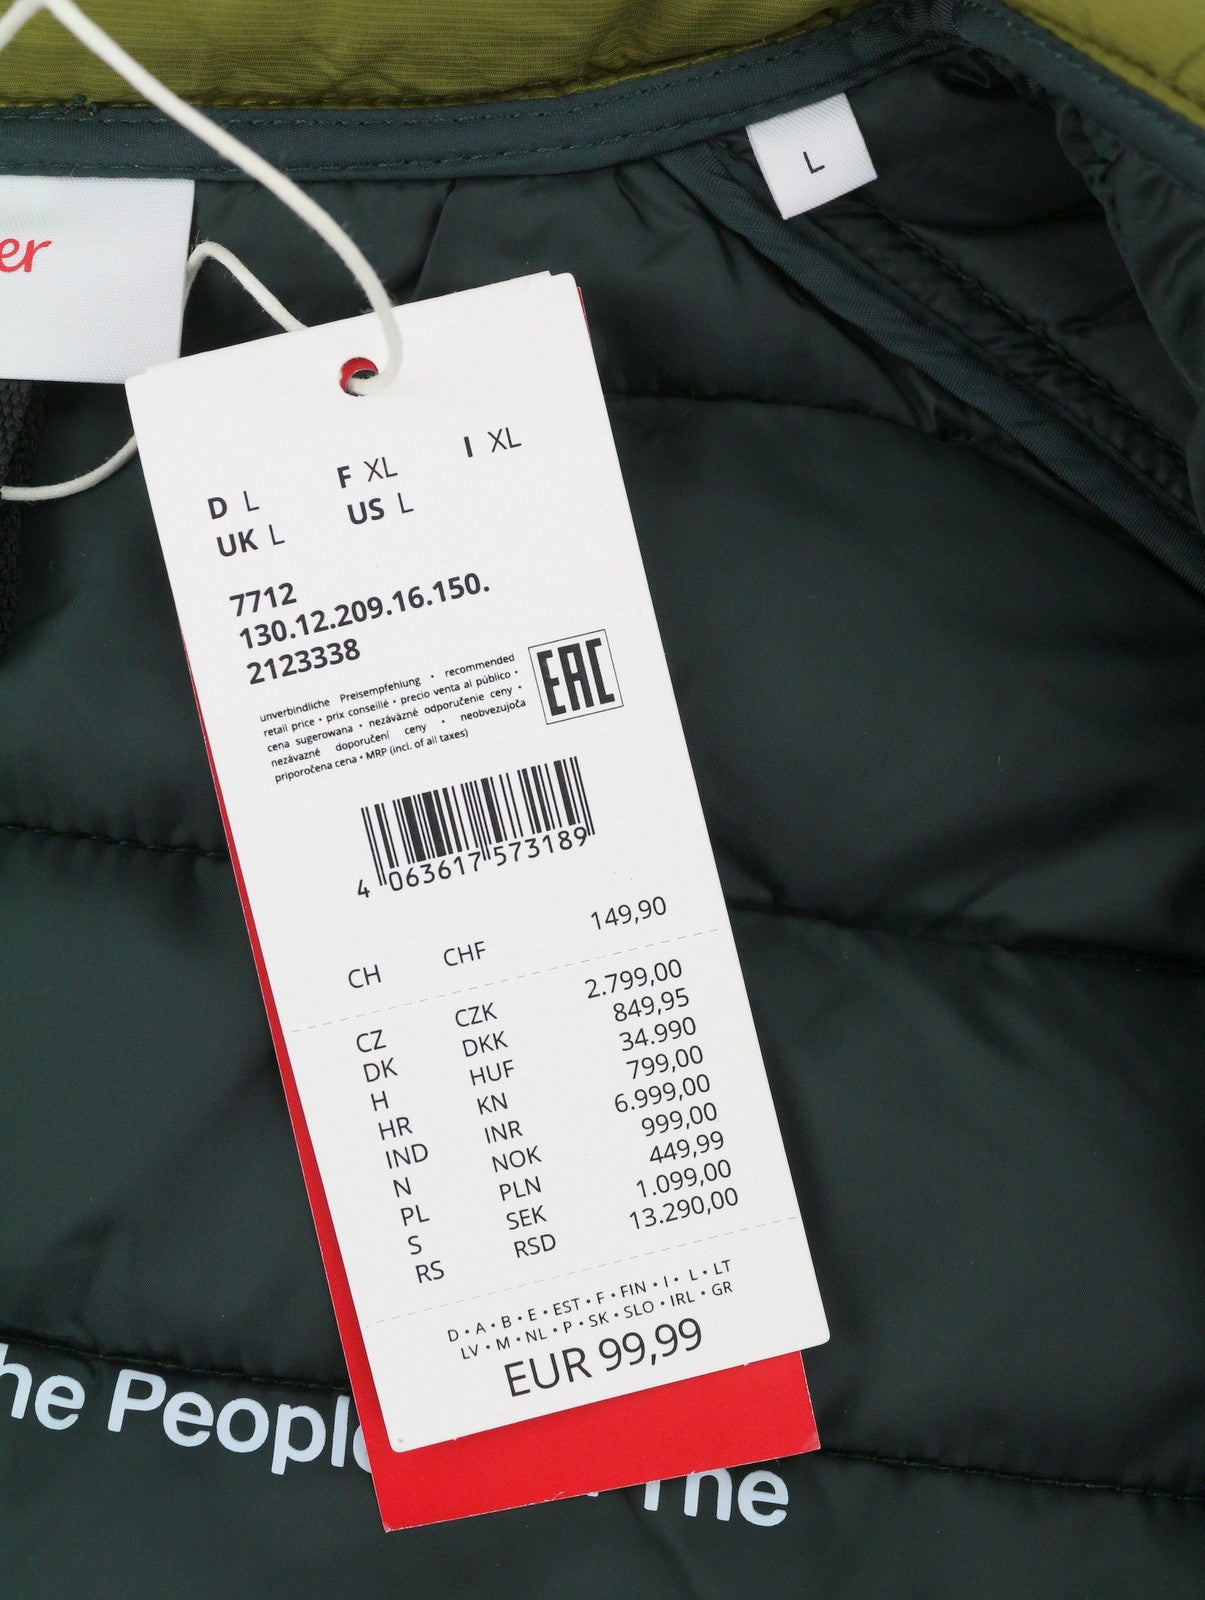 L
er
D L F XL I XL
UK L US L
7712
130.12.209.16.150.
2123338
unverbindliche Preisempfehlung • recommended
retail price • prix conseillé • precio venta al público •
cena sugerowana • nezáväzné odporučenie ceny •
nezávazné doporučení ceny • neobvezujoča
priporočena cena • MRP (incl. of all taxes)
EAC
4 063617 573189
CH CHF 149,90
CZ CZK 2.799,00
DK DKK 849,95
H HUF 34.990
HR KN 799,00
IND INR 6.999,00
N NOK 999,00
PL PLN 449,99
S SEK 1.099,00
RS RSD 13.290,00
D • A • B • E • EST • F • FIN • I • L • LT
LV • M • NL • P • SK • SLO • IRL • GR
EUR 99,99
he People The